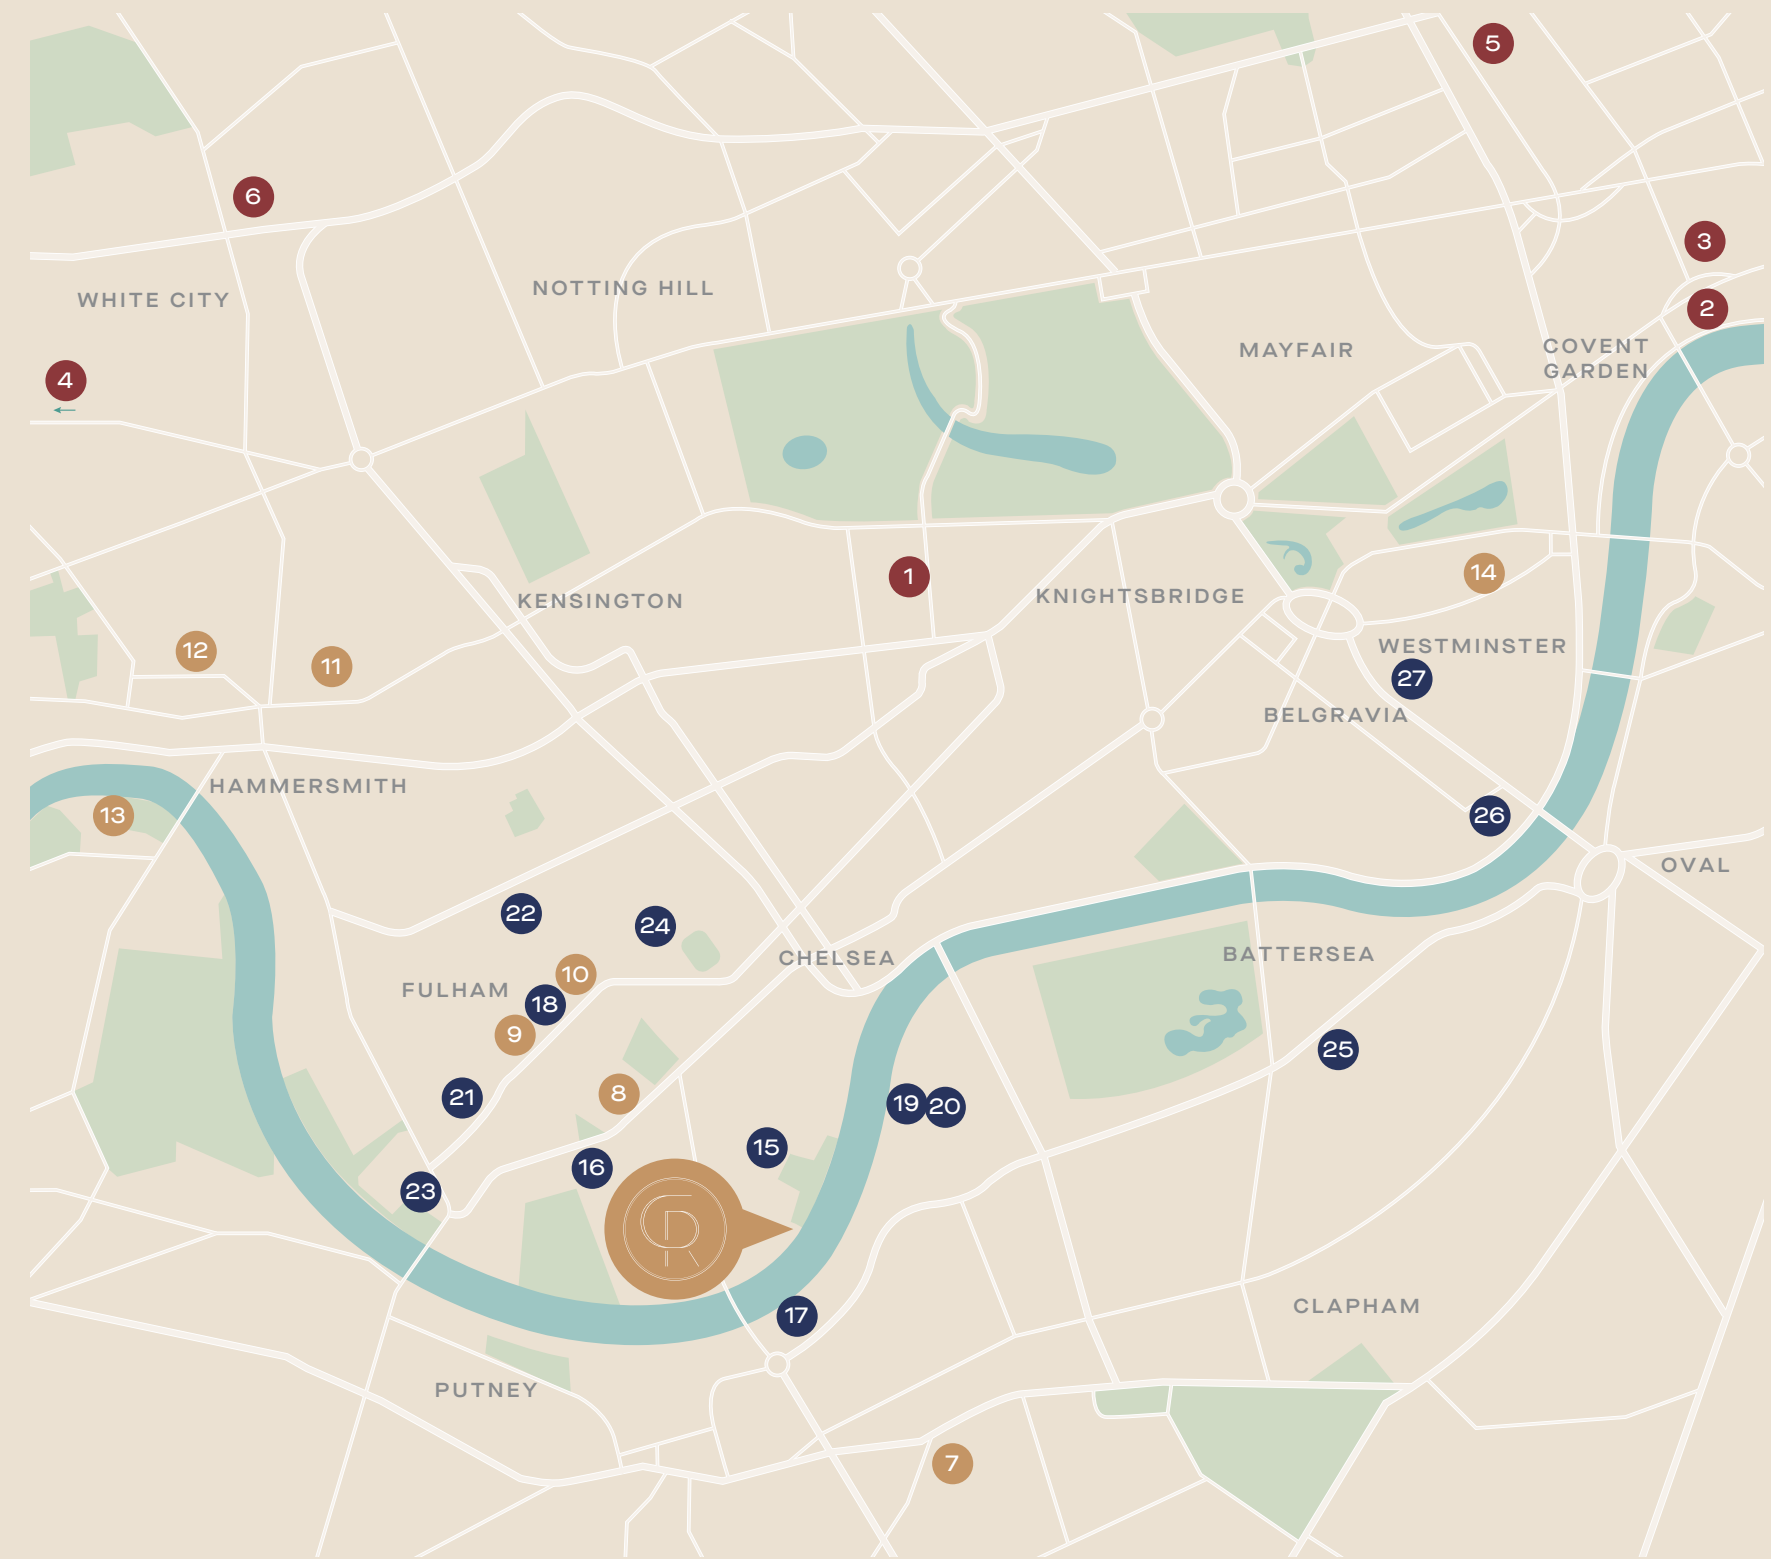 5
6
3
NOTTING HILL
WHITE CITY
2
MAYFAIR
COVENT
GARDEN
4
←
1
14
KNIGHTSBRIDGE
KENSINGTON
WESTMINSTER
12
11
27
BELGRAVIA
HAMMERSMITH
13
26
OVAL
22
24
CHELSEA
BATTERSEA
10
FULHAM
18
9
25
8
21
19
20
15
16
23
CR
17
CLAPHAM
PUTNEY
7